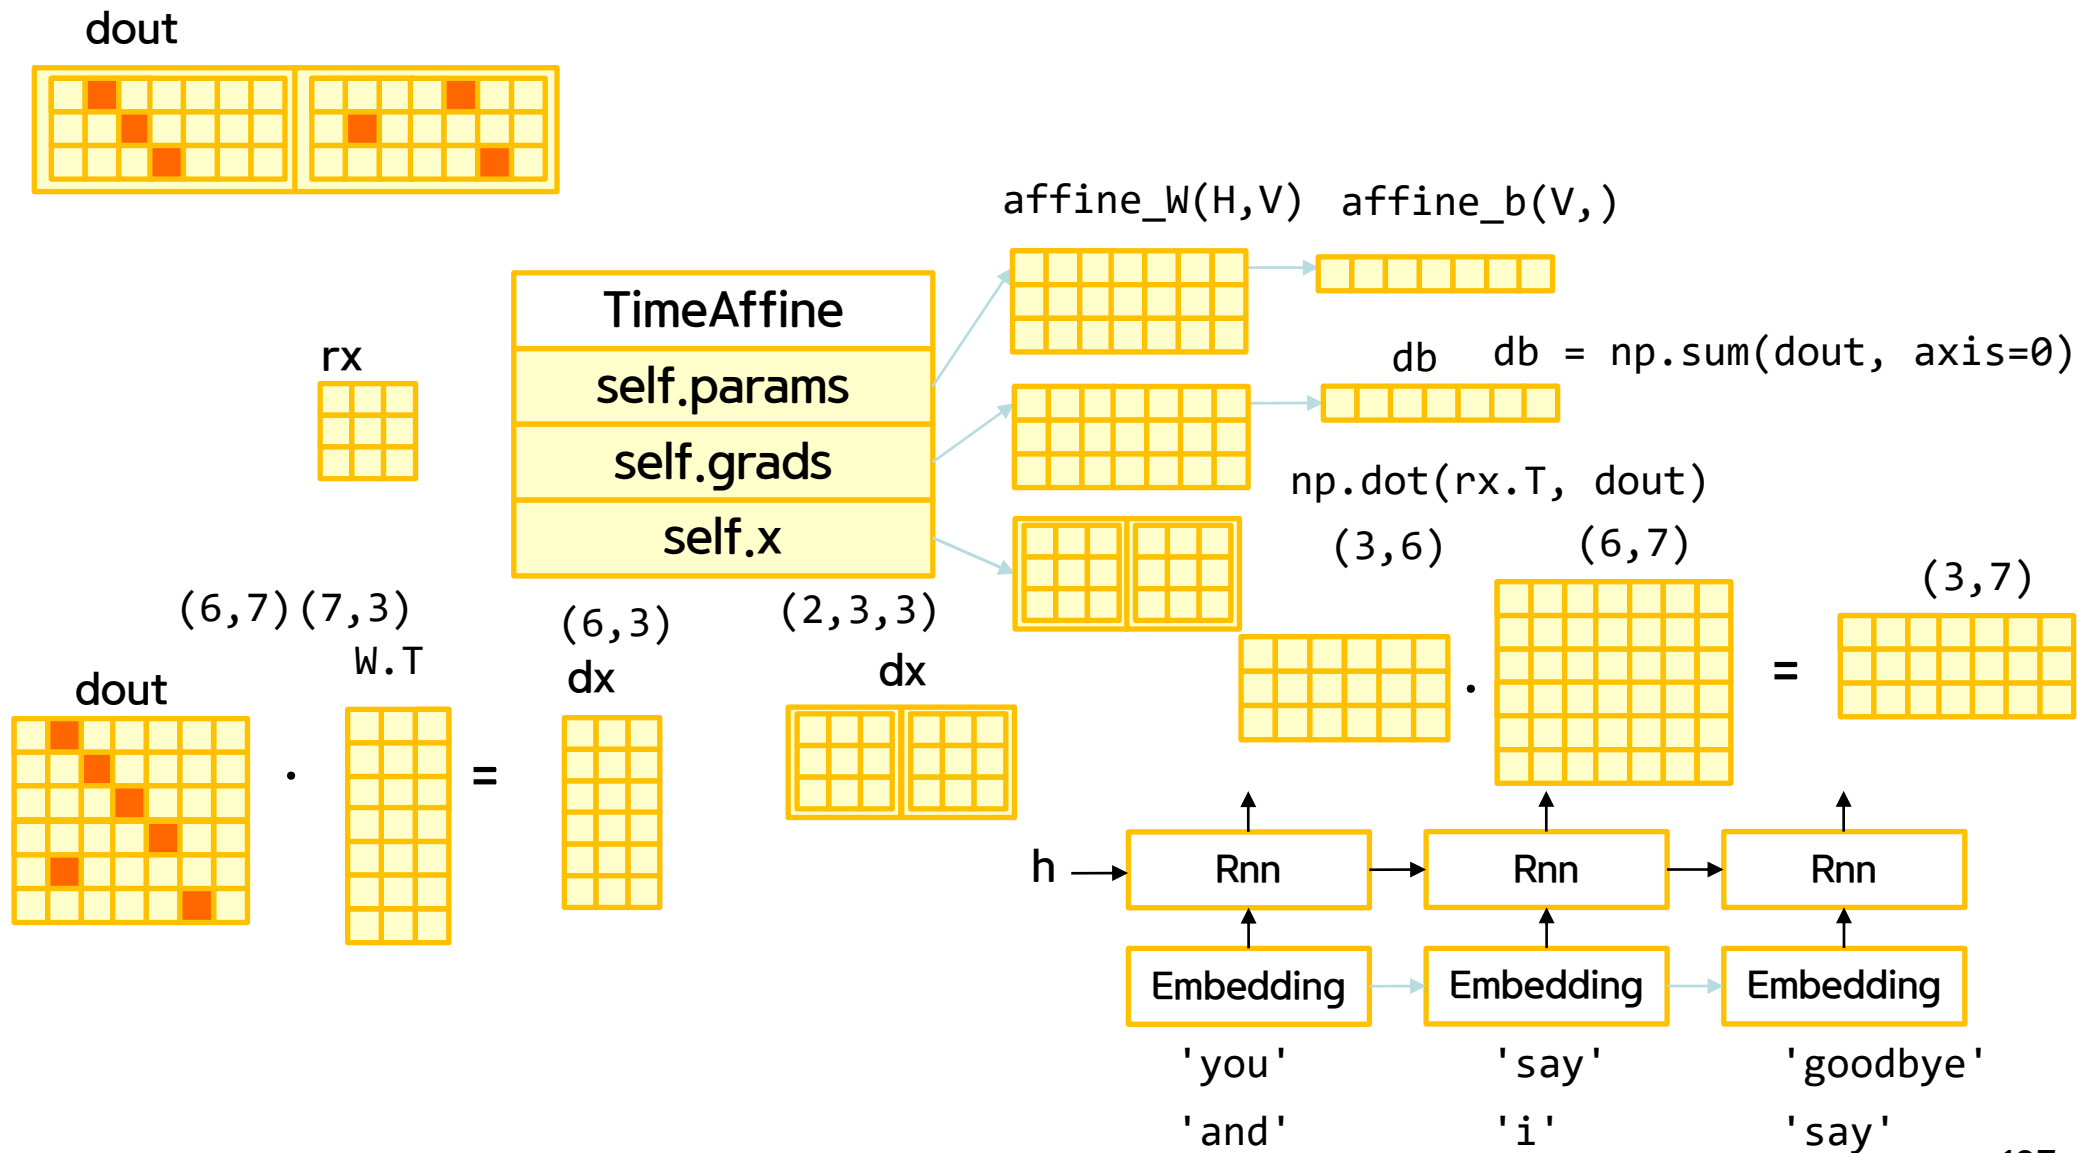 dout
affine_W(H,V) affine_b(V,)
TimeAffine
rx
self.params
db
db = np.sum(dout, axis=0)
self.grads
np.dot(rx.T, dout)
self.x
(3,6)
(6,7)
(3,7)
(6,7)(7,3)
(6,3)
(2,3,3)
W.T
dout
dx
dx
. = . =
h
Rnn
Rnn
Rnn
Embedding
Embedding
Embedding
'you'
'say'
'goodbye'
'and'
'i'
'say'